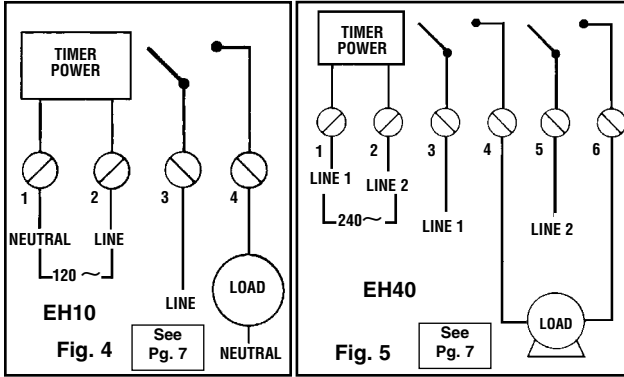 TIMER
POWER
1
2
3
4
NEUTRAL
LINE
120 ~
LINE
LOAD
NEUTRAL
EH10
Fig. 4
See
Pg. 7
TIMER
POWER
1
2
3
4
5
6
LINE 1
LINE 2
240~
LINE 1
LINE 2
EH40
LOAD
Fig. 5
See
Pg. 7